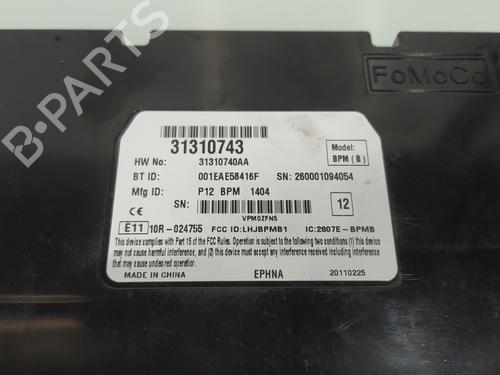 FoMoCo
B-PARTS
31310743
Model:
BPM (B)
HW No: 31310740AA
BT ID: 001EAE58416F SN: 260001094054
Mfg ID: P12 BPM 1404
SN:
12
VPM0ZFN5
E11 10R-024755 FCC ID:LHJBPMB1 IC:2807E-BPMB
This device complies with Part 15 of the FCC Rules. Operation is subject to the following two conditions (1) this device
may not cause harmful interference, and (2) this device must accept any interference received including interference
that may cause undesired operation.
MADE IN CHINA EPHNA 20110225